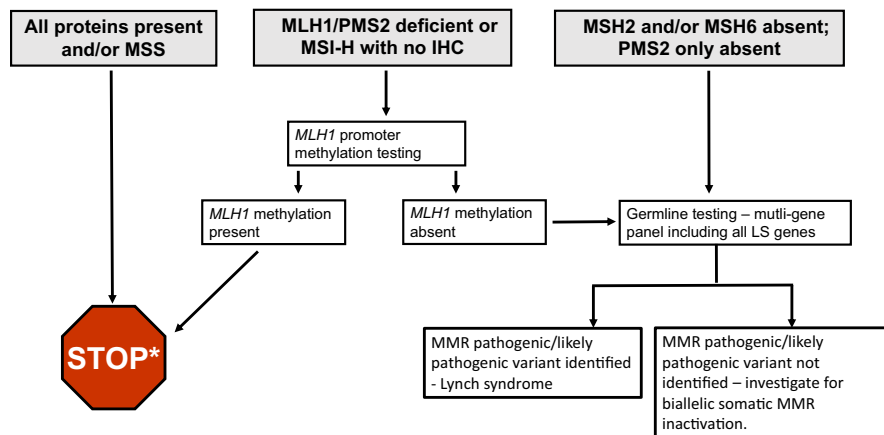 All proteins present
and/or MSS
MLH1/PMS2 deficient or
MSI-H with no IHC
MSH2 and/or MSH6 absent;
PMS2 only absent
MLH1 promoter
methylation testing
MLH1 methylation
present
MLH1 methylation
absent
Germline testing – mutli-gene
panel including all LS genes
STOP*
MMR pathogenic/likely
pathogenic variant identified
- Lynch syndrome
MMR pathogenic/likely
pathogenic variant not
identified – investigate for
biallelic somatic MMR
inactivation.